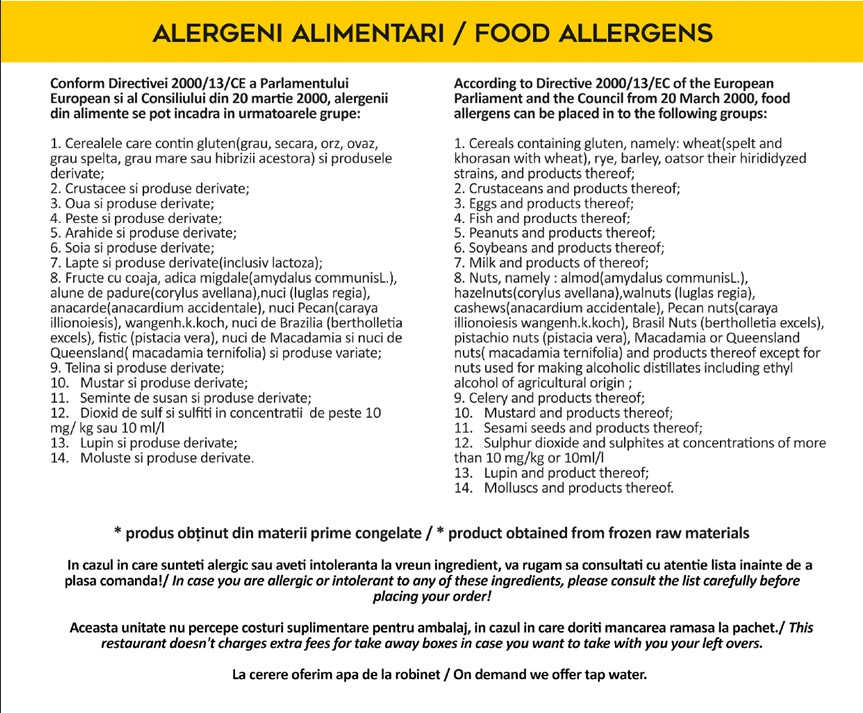 ALERGENI ALIMENTARI / FOOD ALLERGENS
Conform Directivei 2000/13/CE a Parlamentului
European si al Consiliului din 20 martie 2000, alergenii
din alimente se pot incadra in urmatoarele grupe:
1. Cerealele care contin gluten(grau, secara, orz, ovaz,
grau spelta, grau mare sau hibrizii acestora) si produsele
derivate;
2. Crustacee si produse derivate;
3. Oua si produse derivate;
4. Peste si produse derivate;
5. Arahide si produse derivate;
6. Soia si produse derivate;
7. Lapte si produse derivate(inclusiv lactoza);
8. Fructe cu coaja, adica migdale(amydalus communisL.),
alune de padure(corylus avellana),nuci (luglas regia),
anacarde(anacardium accidentale), nuci Pecan(caraya
illionoiesis), wangenh.k.koch, nuci de Brazilia (bertholletia
excels), fistic (pistacia vera), nuci de Macadamia si nuci de
Queensland( macadamia ternifolia) si produse variate;
9. Telina si produse derivate;
10. Mustar si produse derivate;
11. Seminte de susan si produse derivate;
12. Dioxid de sulf si sulfiti in concentratii de peste 10
mg/ kg sau 10 ml/l
13. Lupin si produse derivate;
14. Moluste si produse derivate.
According to Directive 2000/13/EC of the European
Parliament and the Council from 20 March 2000, food
allergens can be placed in to the following groups:
1. Cereals containing gluten, namely: wheat(spelt and
khorasan with wheat), rye, barley, oatsor their hirididyzed
strains, and products thereof;
2. Crustaceans and products thereof;
3. Eggs and products thereof;
4. Fish and products thereof;
5. Peanuts and products thereof;
6. Soybeans and products thereof;
7. Milk and products of thereof;
8. Nuts, namely : almod(amydalus communisL.),
hazelnuts(corylus avellana),walnuts (luglas regia),
cashews(anacardium accidentale), Pecan nuts(caraya
illionoiesis wangenh.k.koch), Brasil Nuts (bertholletia excels),
pistachio nuts (pistacia vera), Macadamia or Queensland
nuts( macadamia ternifolia) and products thereof except for
nuts used for making alcoholic distillates including ethyl
alcohol of agricultural origin ;
9. Celery and products thereof;
10. Mustard and products thereof;
11. Sesami seeds and products thereof;
12. Sulphur dioxide and sulphites at concentrations of more
than 10 mg/kg or 10ml/l
13. Lupin and product thereof;
14. Molluscs and products thereof.
* produs obținut din materii prime congelate / * product obtained from frozen raw materials
In cazul in care sunteti alergic sau aveti intoleranta la vreun ingredient, va rugam sa consultati cu atentie lista inainte de a
plasa comanda!/ In case you are allergic or intolerant to any of these ingredients, please consult the list carefully before
placing your order!
Aceasta unitate nu percepe costuri suplimentare pentru ambalaj, in cazul in care doriti mancarea ramasa la pachet./ This
restaurant doesn't charges extra fees for take away boxes in case you want to take with you your left overs.
La cerere oferim apa de la robinet / On demand we offer tap water.